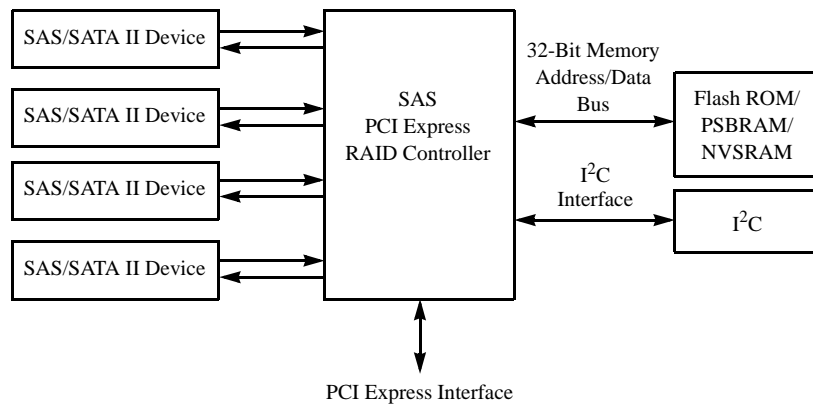 SAS/SATA II Device
SAS/SATA II Device
SAS/SATA II Device
SAS/SATA II Device
SAS
PCI Express
RAID Controller
32-Bit Memory
Address/Data
Bus
I²C
Interface
Flash ROM/
PSBRAM/
NVSRAM
I²C
PCI Express Interface